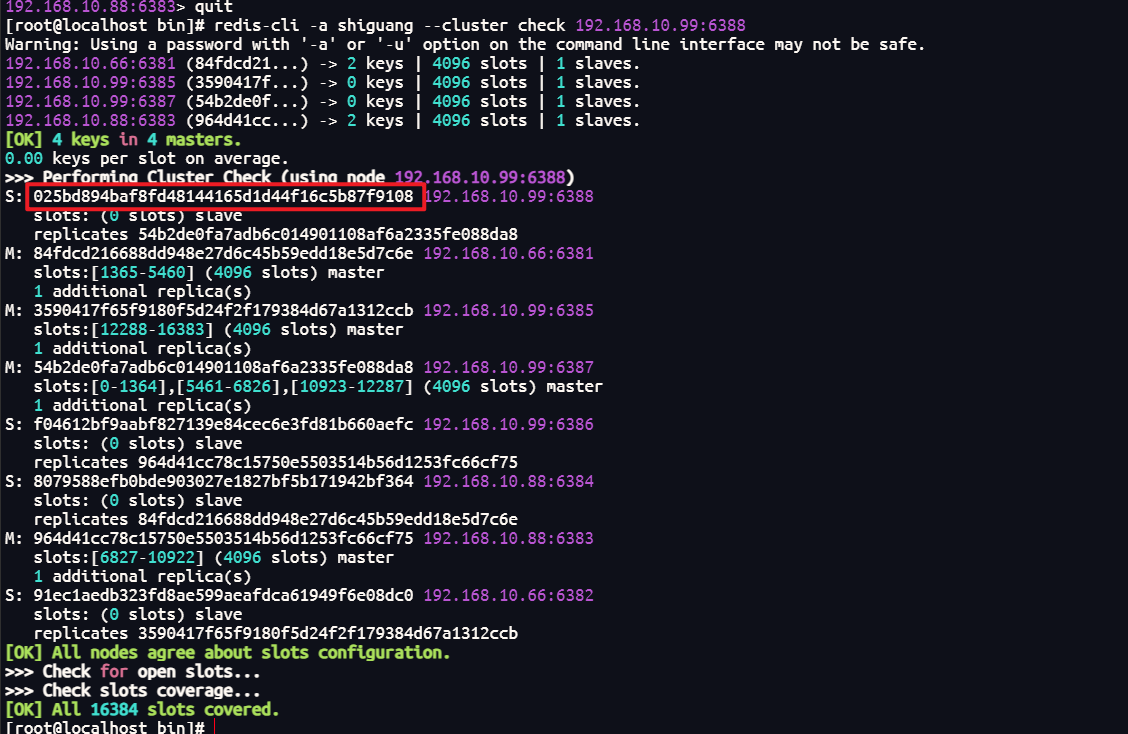 192.168.10.88:6383> quit
[root@localhost bin]# redis-cli -a shiguang --cluster check 192.168.10.99:6388
Warning: Using a password with '-a' or '-u' option on the command line interface may not be safe.
192.168.10.66:6381 (84fdcd21...) -> 2 keys | 4096 slots | 1 slaves.
192.168.10.99:6385 (3590417f...) -> 0 keys | 4096 slots | 1 slaves.
192.168.10.99:6387 (54b2de0f...) -> 0 keys | 4096 slots | 1 slaves.
192.168.10.88:6383 (964d41cc...) -> 2 keys | 4096 slots | 1 slaves.
[OK] 4 keys in 4 masters.
0.00 keys per slot on average.
>>> Performing Cluster Check (using node 192.168.10.99:6388)
S: 025bd894baf8fd48144165d1d44f16c5b87f9108 192.168.10.99:6388
slots: (0 slots) slave
replicates 54b2de0fa7adb6c014901108af6a2335fe088da8
M: 84fdcd216688dd948e27d6c45b59edd18e5d7c6e 192.168.10.66:6381
slots:[1365-5460] (4096 slots) master
1 additional replica(s)
M: 3590417f65f9180f5d24f2f179384d67a1312ccb 192.168.10.99:6385
slots:[12288-16383] (4096 slots) master
1 additional replica(s)
M: 54b2de0fa7adb6c014901108af6a2335fe088da8 192.168.10.99:6387
slots:[0-1364],[5461-6826],[10923-12287] (4096 slots) master
1 additional replica(s)
S: f04612bf9aabf827139e84cec6e3fd81b660aefc 192.168.10.99:6386
slots: (0 slots) slave
replicates 964d41cc78c15750e5503514b56d1253fc66cf75
S: 8079588efb0bde903027e1827bf5b171942bf364 192.168.10.88:6384
slots: (0 slots) slave
replicates 84fdcd216688dd948e27d6c45b59edd18e5d7c6e
M: 964d41cc78c15750e5503514b56d1253fc66cf75 192.168.10.88:6383
slots:[6827-10922] (4096 slots) master
1 additional replica(s)
S: 91ec1aedb323fd8ae599aeafdca61949f6e08dc0 192.168.10.66:6382
slots: (0 slots) slave
replicates 3590417f65f9180f5d24f2f179384d67a1312ccb
[OK] All nodes agree about slots configuration.
>>> Check for open slots...
>>> Check slots coverage...
[OK] All 16384 slots covered.
[root@localhost bin]#